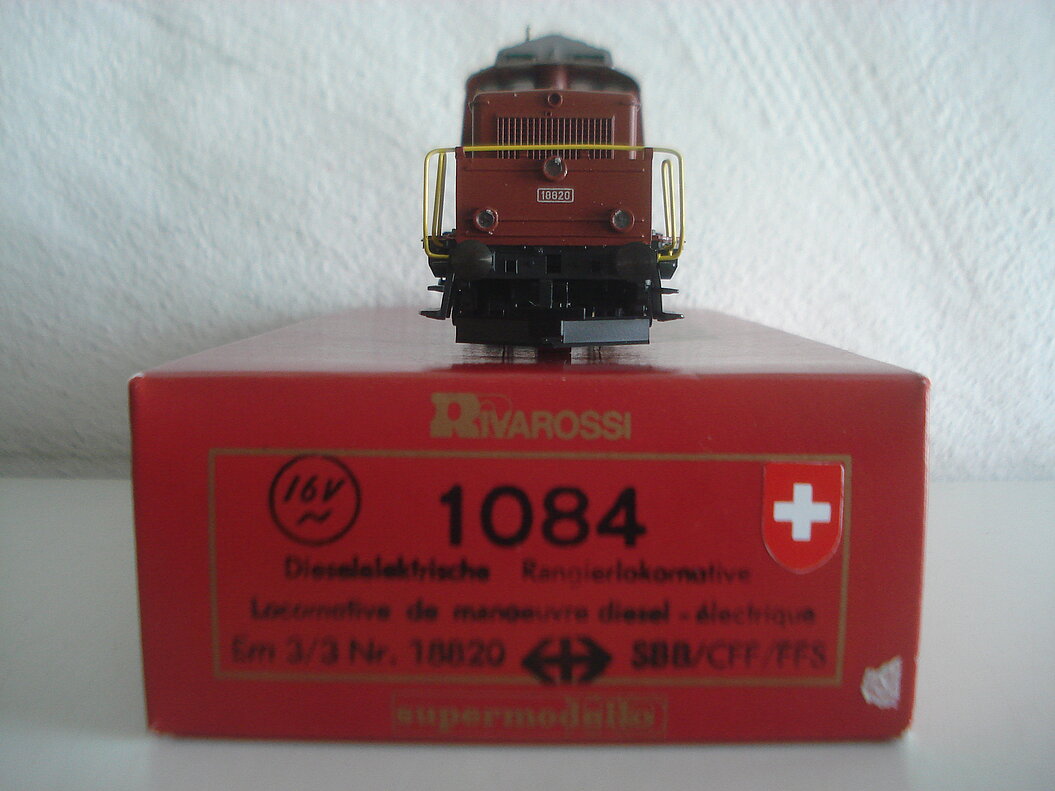 18820
RIVAROSSI
16V ~
1084
Dieselelektrische Rangierlokomotive
Locomotive de manoeuvre diesel - électrique
Em 3/3 Nr. 18820 SBB/CFF/FFS
supermodello